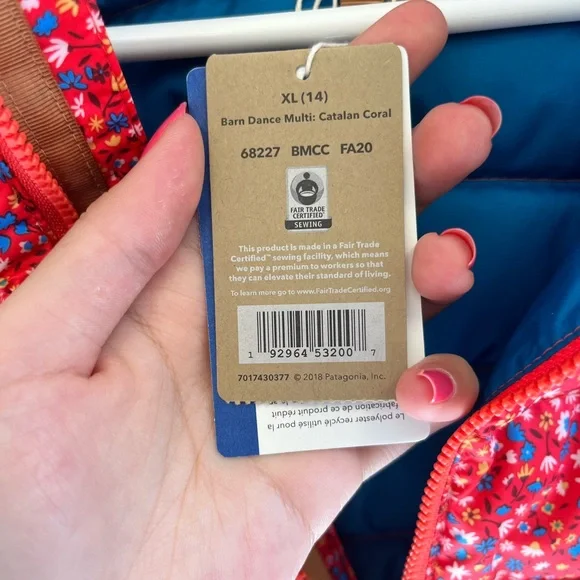 XL (14)
Barn Dance Multi: Catalan Coral
68227 BMCC FA20
FAIR TRADE
CERTIFIED™
SEWING
This product is made in a Fair Trade
Certified™ sewing facility, which means
we pay a premium to workers so that
they can elevate their standard of living.
To learn more go to www.FairTradeCertified.org
1 92964 53200 7
7017430377 © 2018 Patagonia, Inc.
Le polyester recyclé utilisé pour la
fabrication de ce produit réduit